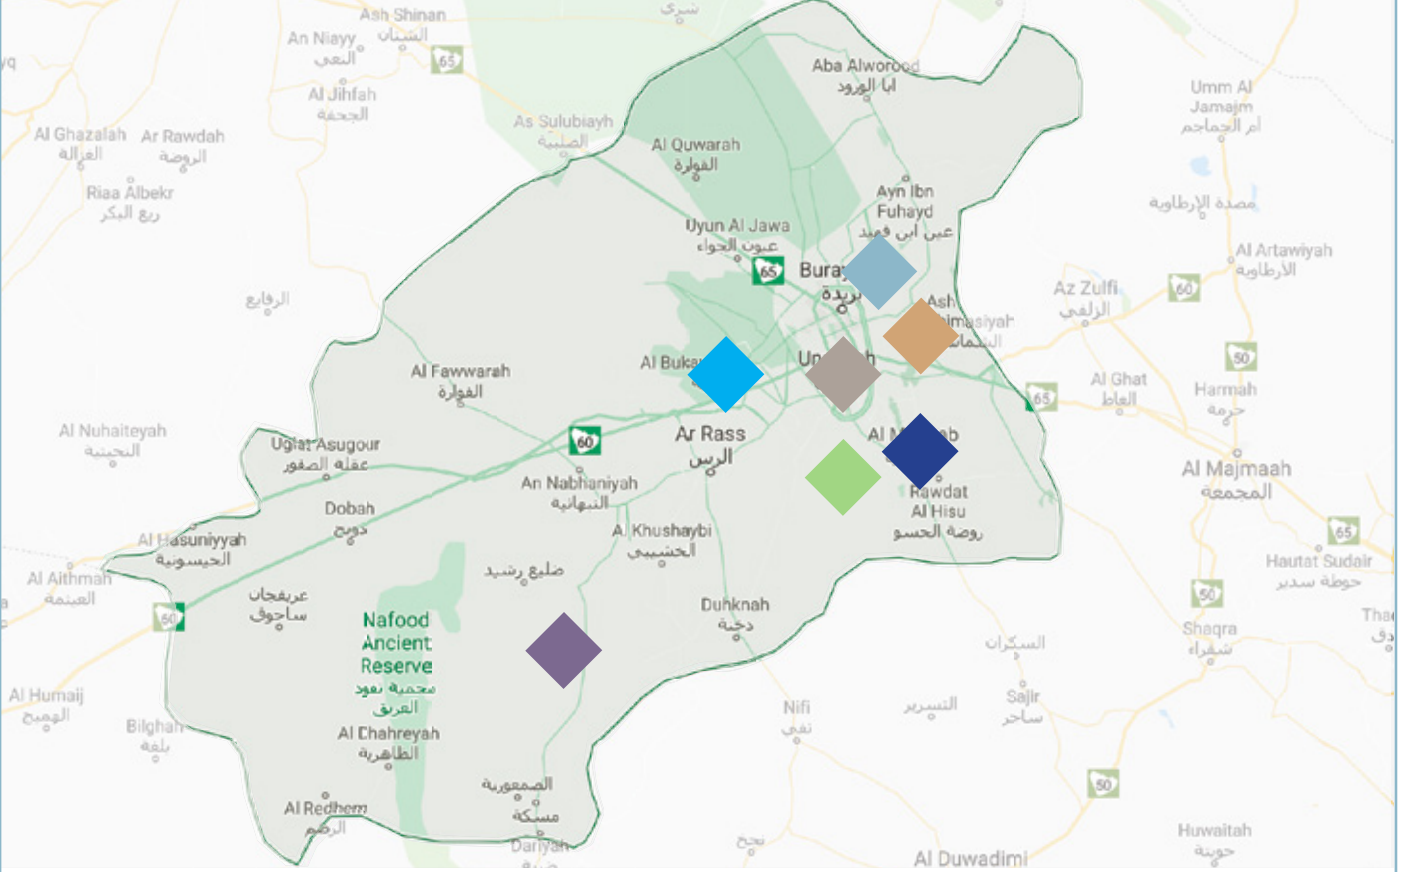 Ash Shinan
الشنان
شري
An Niayy
النعي
65
yq
Al Jihfah
الجحفة
Aba Alworood
ابا الورود
Umm Al
Jamajm
أم الجماجم
As Sulubiayh
الصلبية
Al Ghazalah
الغزالة
Ar Rawdah
الروضة
Al Quwarah
القوارة
Riaa Albekr
ريع البكر
Ayn Ibn
Fuhayd
عين ابن فهيد
مصدة الإرطاوية
Uyun Al Jawa
عيون الجواء
Al Artawiyah
الأرطاوية
65
بريدة
Az Zulfi
الزلفي
60
الرفايع
Ash
50
Al Fawwarah
الفوارة
Al Ghat
الغاط
Harmah
حرمة
65
Al Nuhaiteyah
النحيتية
Uglat Asugour
عقلة الصقور
60
Ar Rass
الرس
Al Majmaah
المجمعة
An Nabhaniyah
النبهانية
Rawdat
Al Hisu
روضة الحسو
Dobah
Al Hasuniyyah
الحيسونية
Al Khushaybi
الخشيبي
65
Hautat Sudair
حوطة سدير
Al Aithmah
العيثمة
ضليع رشيد
50
Duhknah
دخنة
60
Nafood
Ancient
Reserve
محمية نفود
العريق
السكران
Shaqra
شقراء
Al Humaij
الهميج
Bilghah
بلغة
Nifi
نفي
التسرير
Sajir
ساجر
Al Dhahreyah
الظاهرية
الصمعورية
مسكة
50
Al Redhem
الرضم
Dariyah
Huwaitah
حويتة
Al Duwadimi